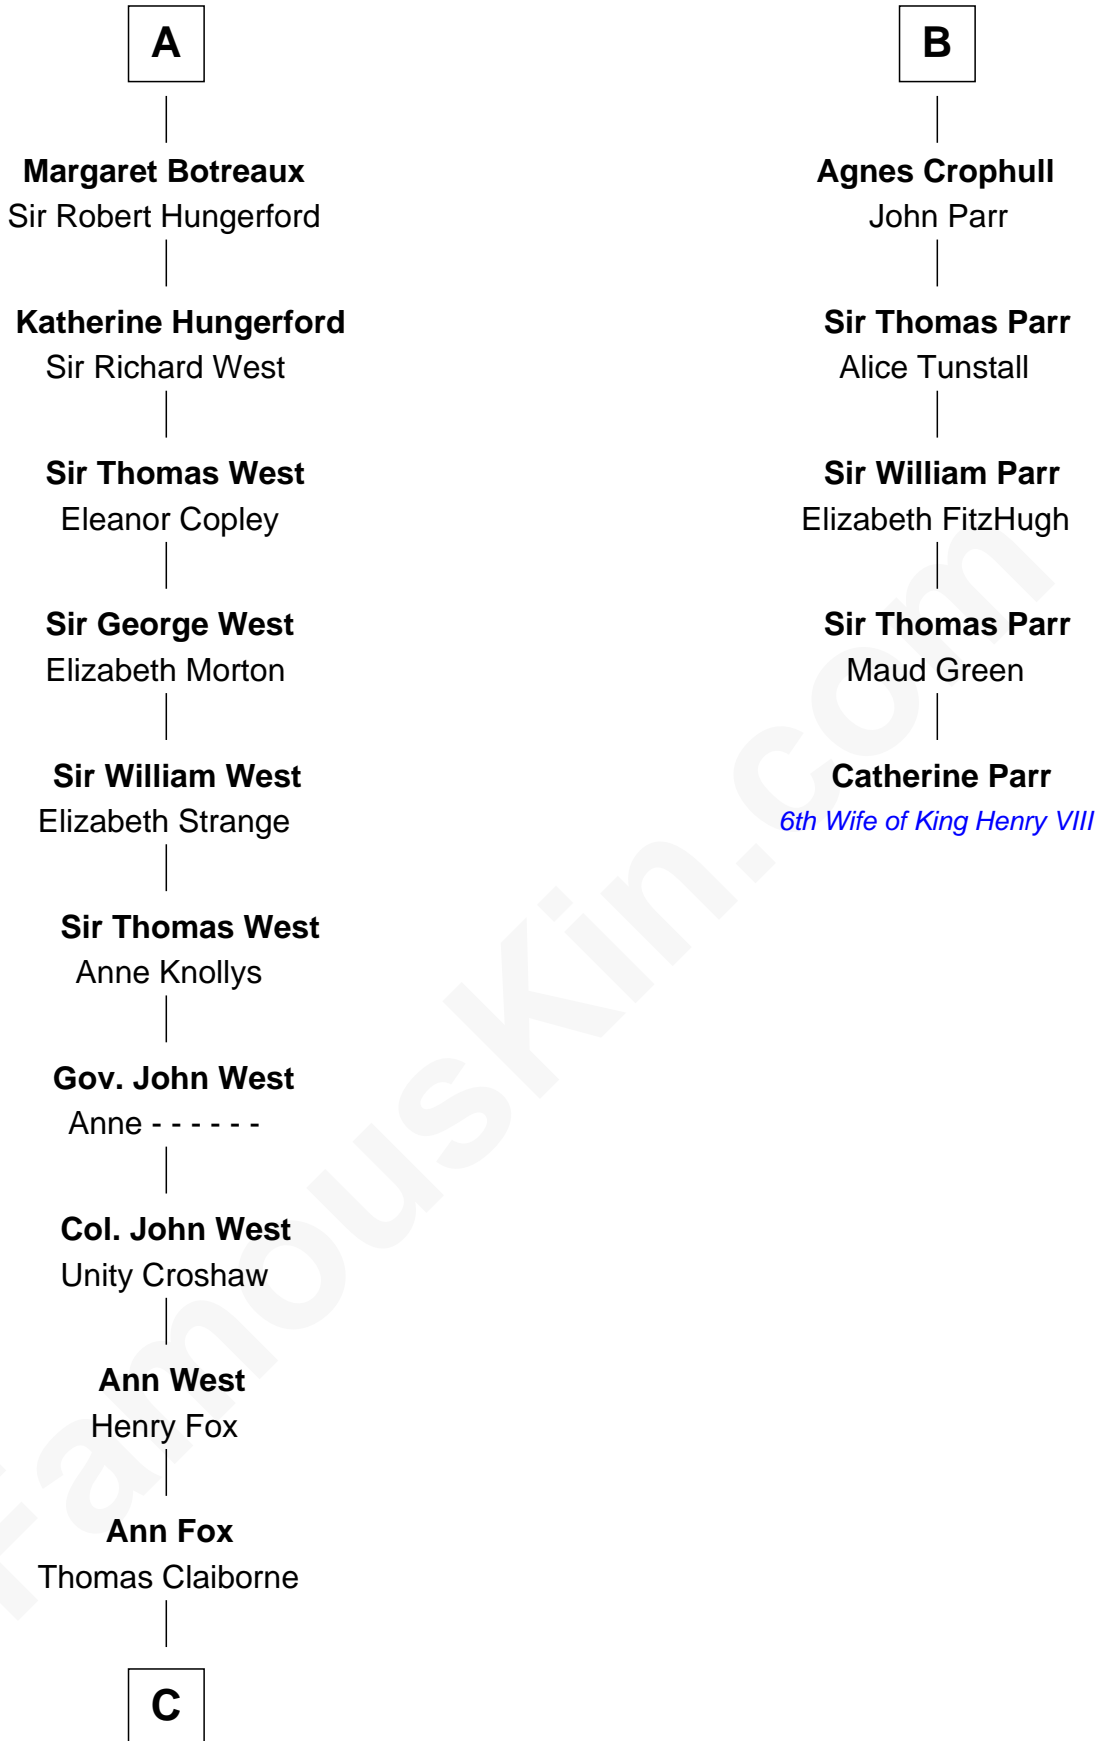 A
Margaret Botreaux
Sir Robert Hungerford
Katherine Hungerford
Sir Richard West
Sir Thomas West
Eleanor Copley
Sir George West
Elizabeth Morton
Sir William West
Elizabeth Strange
Sir Thomas West
Anne Knollys
Gov. John West
Anne - - - - - -
Col. John West
Unity Croshaw
Ann West
Henry Fox
Ann Fox
Thomas Claiborne
C
B
Agnes Crophull
John Parr
Sir Thomas Parr
Alice Tunstall
Sir William Parr
Elizabeth FitzHugh
Sir Thomas Parr
Maud Green
Catherine Parr
6th Wife of King Henry VIII
FamousKin.com